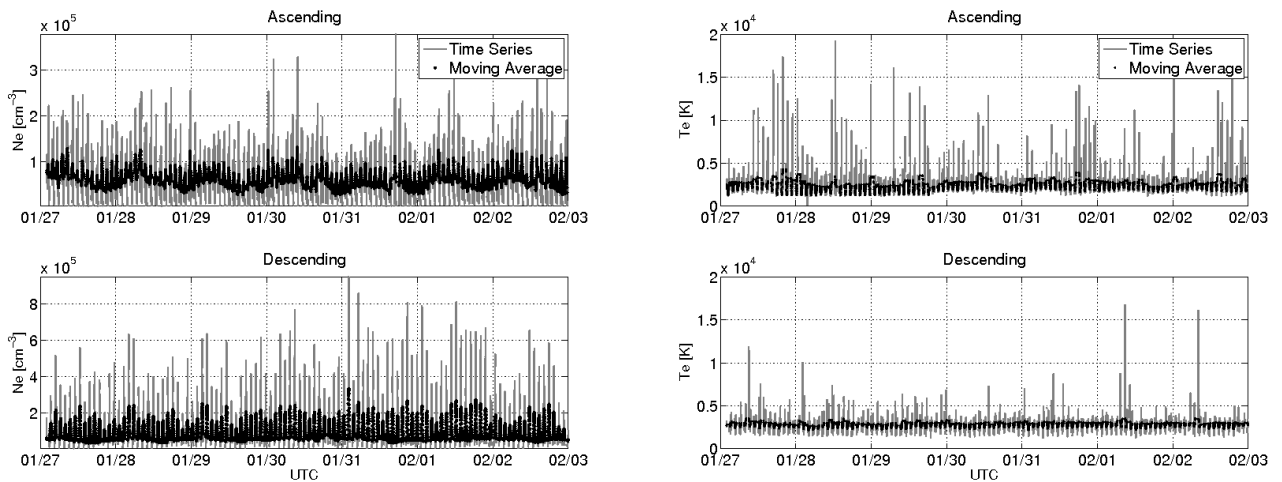 Ascending
x 10^5
Ne [cm^-3]
3
2
1
Time Series
Moving Average
01/27 01/28 01/29 01/30 01/31 02/01 02/02 02/03
Ascending
x 10^4
Te [K]
2
1.5
1
0.5
0
Time Series
Moving Average
01/27 01/28 01/29 01/30 01/31 02/01 02/02 02/03
Descending
x 10^5
Ne [cm^-3]
8
6
4
2
01/27 01/28 01/29 01/30 01/31 02/01 02/02 02/03
UTC
Descending
x 10^4
Te [K]
2
1.5
1
0.5
0
01/27 01/28 01/29 01/30 01/31 02/01 02/02 02/03
UTC